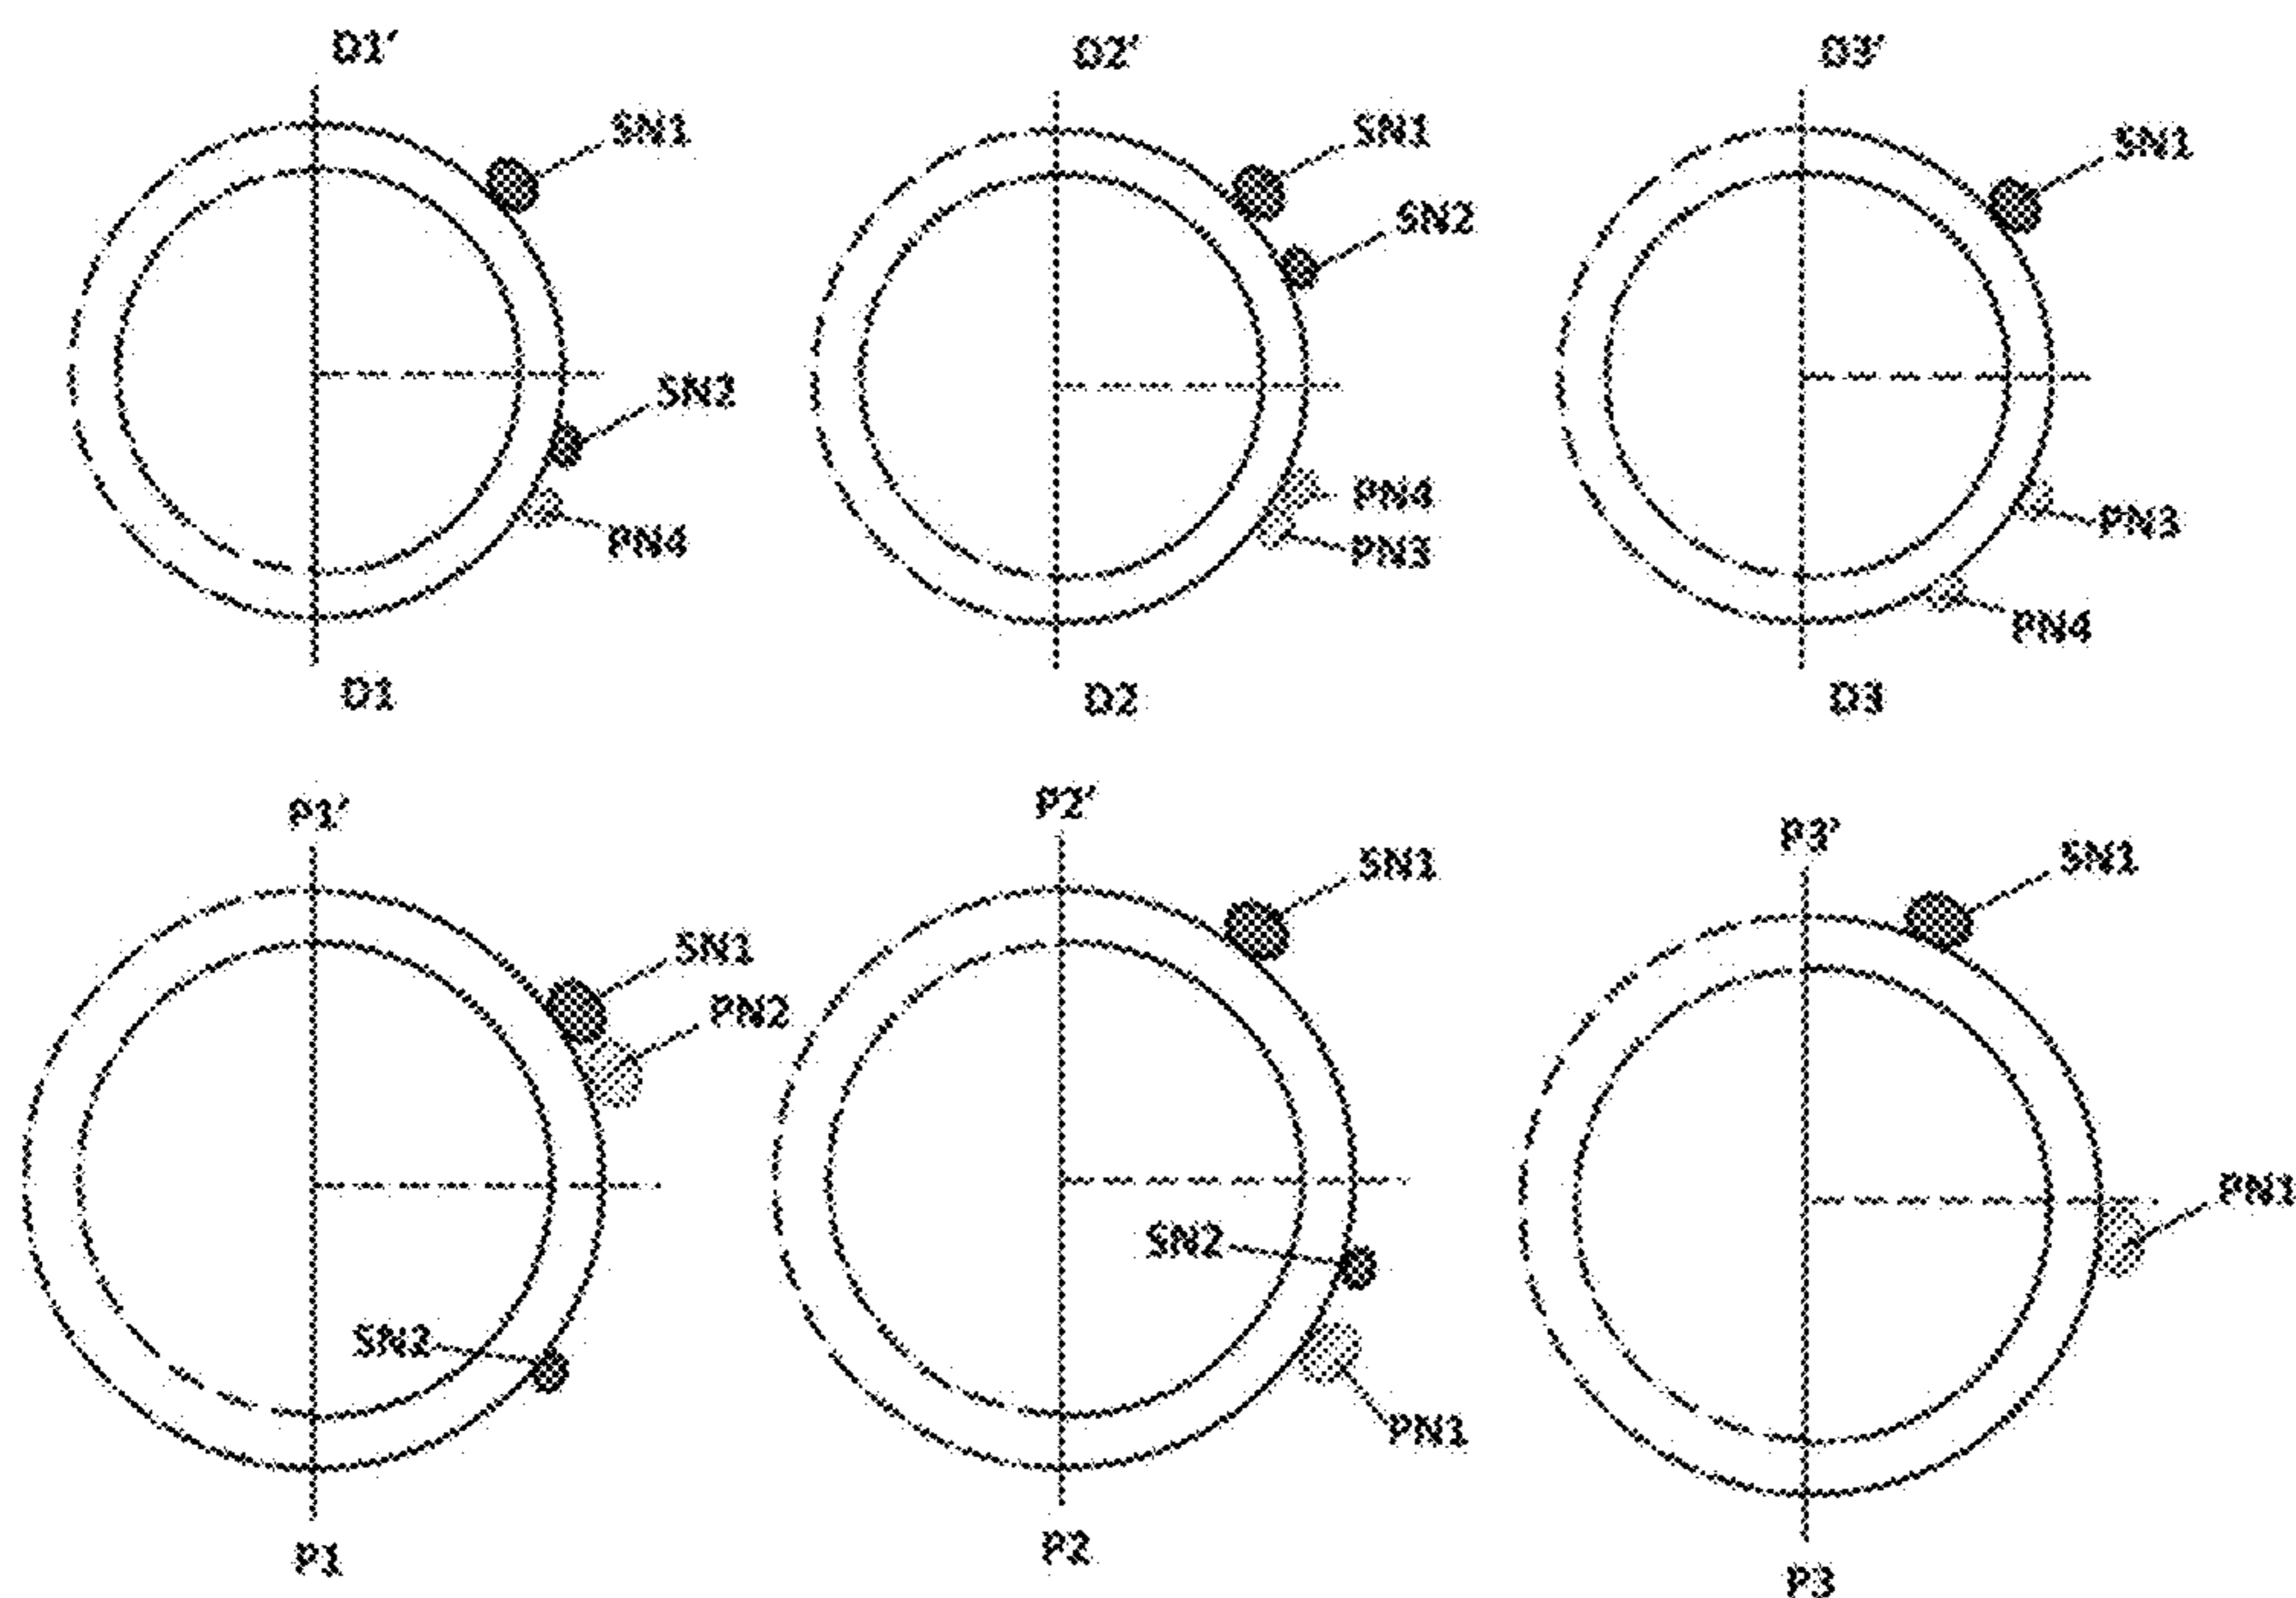 D1′ D2′ D3′
SN1 SN1 SN1
SN2
SN2
PN4 PN3
PN4 PN3
PN4
D1 D2 D3
P1′ P2′ P3′
SN1 SN1
SN1
PN2
PN1
SN2
SN2
PN1
P1 P2 P3